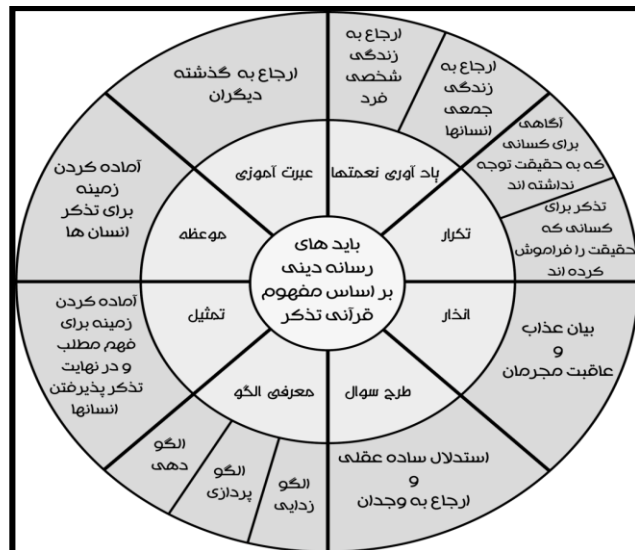 باید های
رسانه دینی
بر اساس مفهوم
قرآنی تذکر
یاد آوری نعمتها
تکرار
انذار
طرح سوال
معرفی الگو
تمثیل
موعظه
عبرت آموزی
ارجاع به
زندگی
شخصی
فرد
ارجاع به
زندگی
جمعی
انسانها
آگاهی
برای کسانی
که به حقیقت توجه
نداشته اند
تذکر برای
کسانی که
حقیقت را فراموش
کرده اند
بیان عذاب
و
عاقبت مجرمان
استدلال ساده عقلی
و
ارجاع به وجدان
الگو
زدایی
الگو
پردازی
الگو
دهی
آماده کردن
زمینه برای
فهم مطلب
و در نهایت
تذکر پذیرفتن
انسانها
آماده کردن
زمینه
برای تذکر
انسان ها
ارجاع به گذشته
دیگران